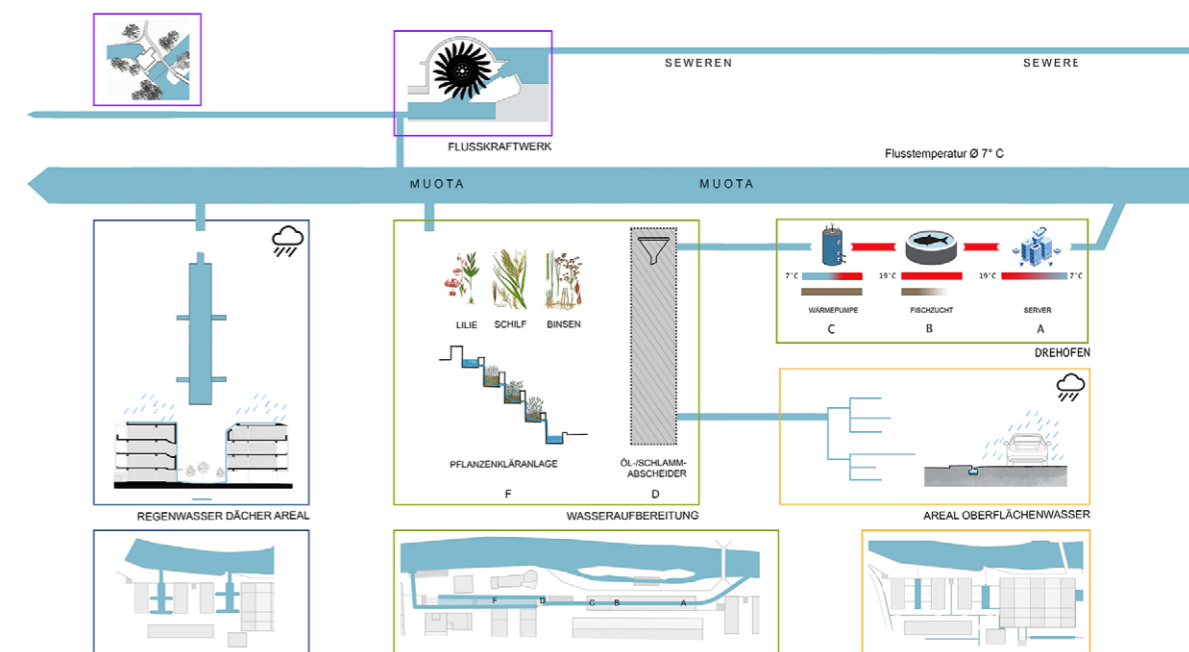 SEWEREN
SEWERE
FLUSSKRAFTWERK
Flusstemperatur Ø 7° C
MUOTA
MUOTA
7°C
19°C
19°C
7°C
WÄRMEPUMPE
FISCHZUCHT
SERVER
C
B
A
DREHOFEN
LILIE
SCHILF
BINSEN
PFLANZENKLÄRANLAGE
F
ÖL-/SCHLAMM-
ABSCHEIDER
D
REGENWASSER DÄCHER AREAL
WASSERAUFBEREITUNG
AREAL OBERFLÄCHENWASSER
F
D
C
B
A